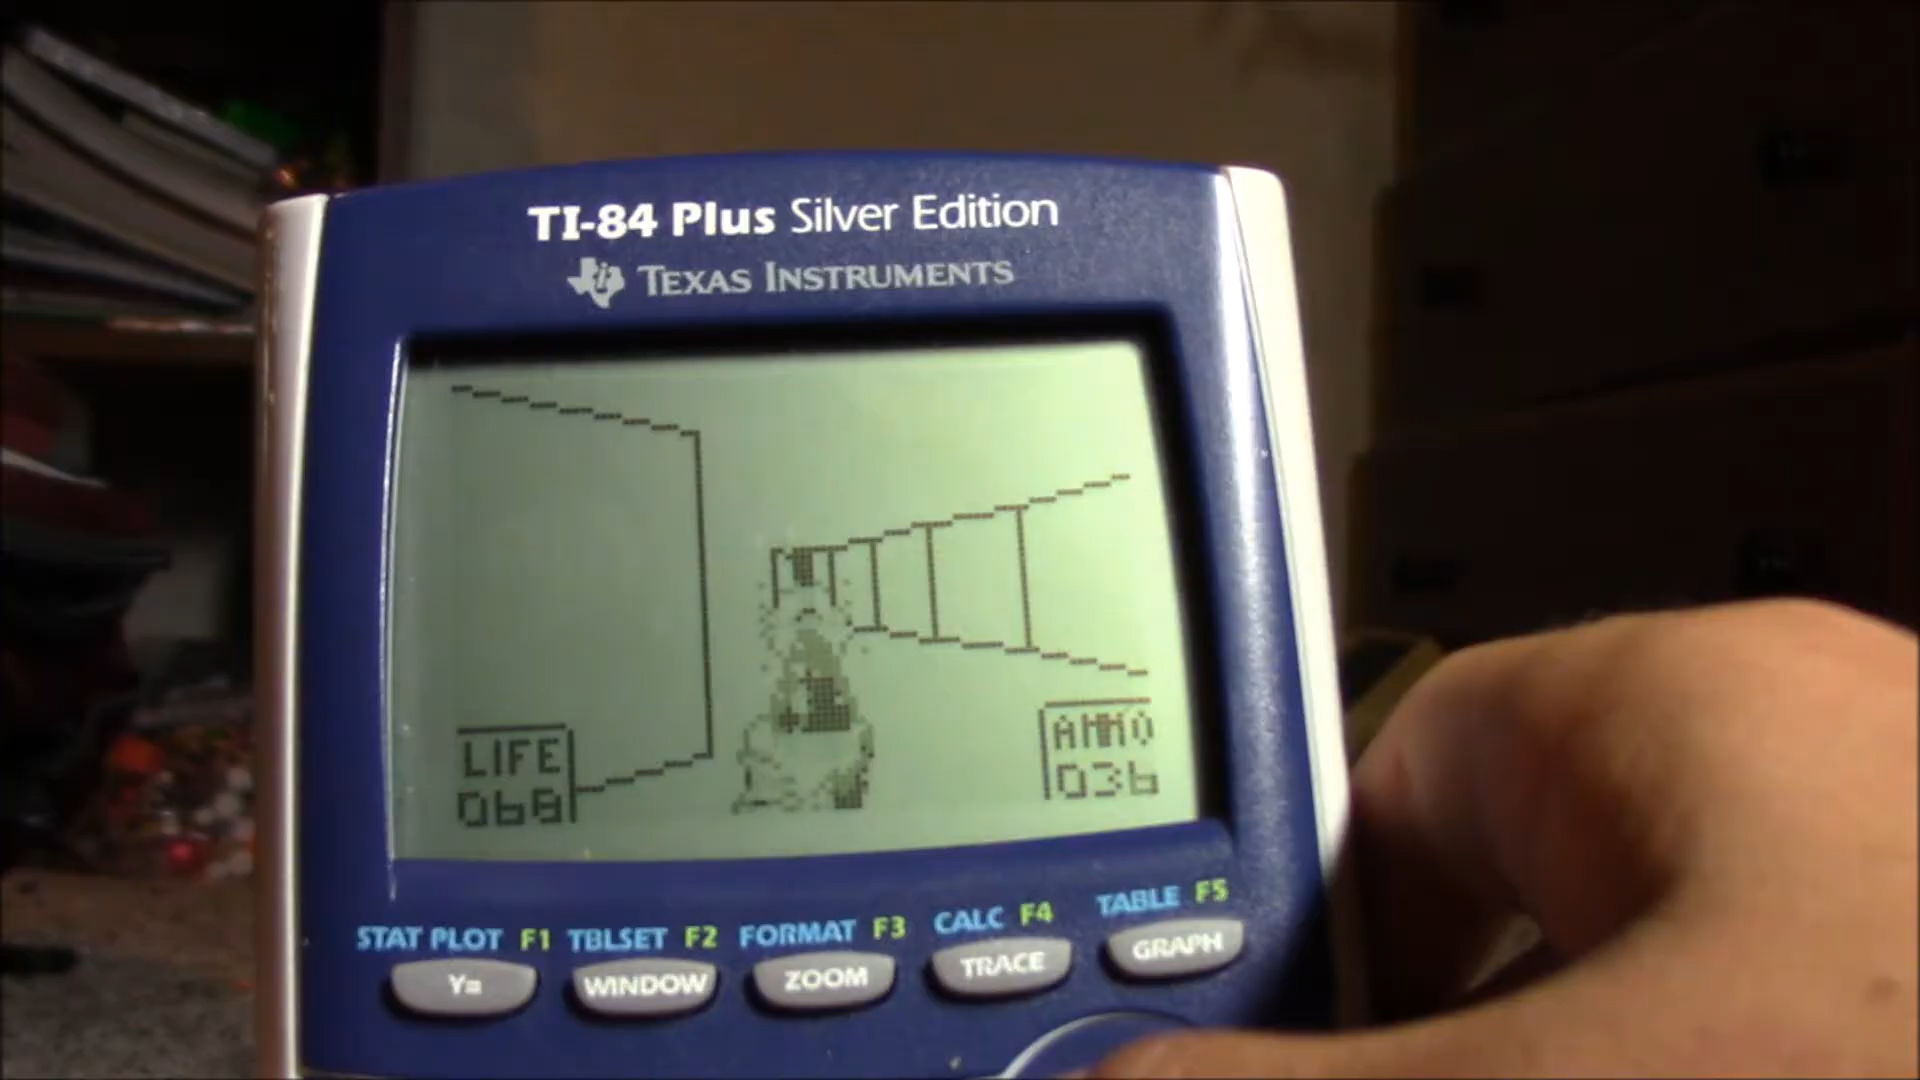 TI-84 Plus Silver Edition
TEXAS INSTRUMENTS
LIFE
068
AMMO
036
STAT PLOT F1 TBLSET F2 FORMAT F3 CALC F4 TABLE F5
Y= WINDOW ZOOM TRACE GRAPH